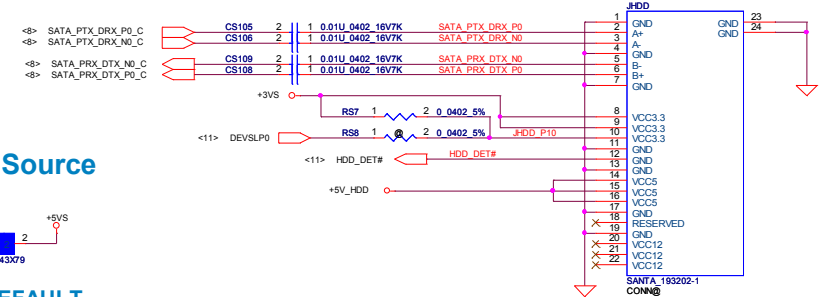 JHDD
<8> SATA_PTX_DRX_P0_C CS105 2 1 0.01U_0402_16V7K SATA_PTX_DRX_P0
<8> SATA_PTX_DRX_N0_C CS106 2 1 0.01U_0402_16V7K SATA_PTX_DRX_N0
<8> SATA_PRX_DTX_N0_C CS109 2 1 0.01U_0402_16V7K SATA_PRX_DTX_N0
<8> SATA_PRX_DTX_P0_C CS108 2 1 0.01U_0402_16V7K SATA_PRX_DTX_P0
1 GND GND 23
2 A+ GND 24
3 A-
4 GND
5 B-
6 B+
7 GND
+3VS
RS7 1 2 0_0402_5%
<11> DEVSLP0 RS8 1 @ 2 0_0402_5% JHDD_P10
<11> HDD_DET# HDD_DET#
+5V_HDD
8 VCC3.3
9 VCC3.3
10 VCC3.3
11 GND
12 GND
13 GND
14 VCC5
15 VCC5
16 VCC5
17 GND
18 RESERVED
19 GND
20 VCC12
21 VCC12
22 VCC12
SANTA_193202-1
CONN@
Source
+5VS
2 2
43X79
EFAULT